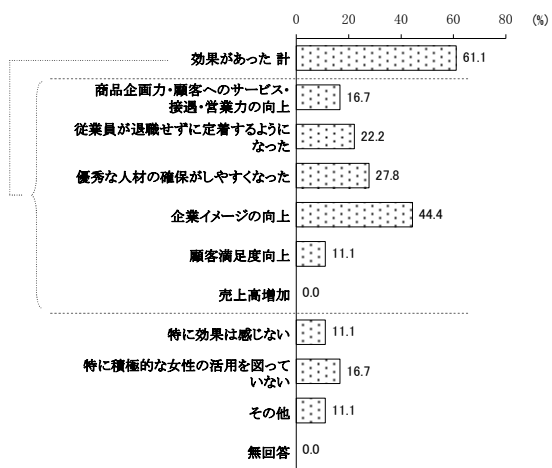 0 20 40 60 80 (%)
効果があった 計 61.1
商品企画力・顧客へのサービス・
接遇・営業力の向上 16.7
従業員が退職せずに定着するように
なった 22.2
優秀な人材の確保がしやすくなった 27.8
企業イメージの向上 44.4
顧客満足度向上 11.1
売上高増加 0.0
特に効果は感じない 11.1
特に積極的な女性の活用を図って
いない 16.7
その他 11.1
無回答 0.0